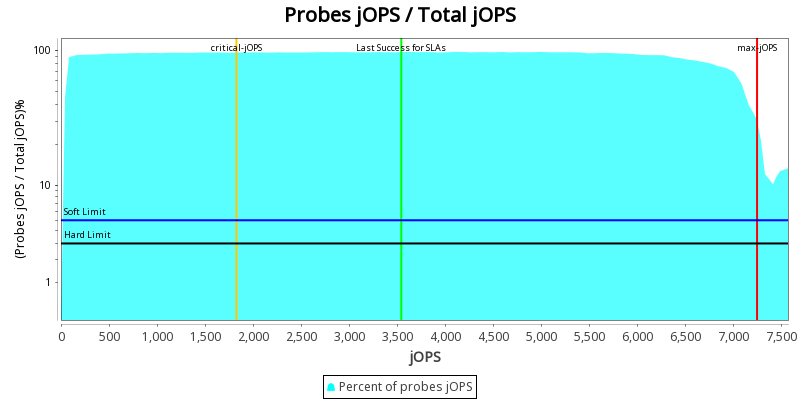 Probes jOPS / Total jOPS
(Probes jOPS / Total jOPS)%
100
10
1
critical-jOPS
Last Success for SLAs
max-jOPS
Soft Limit
Hard Limit
0 500 1,000 1,500 2,000 2,500 3,000 3,500 4,000 4,500 5,000 5,500 6,000 6,500 7,000 7,500
jOPS
Percent of probes jOPS